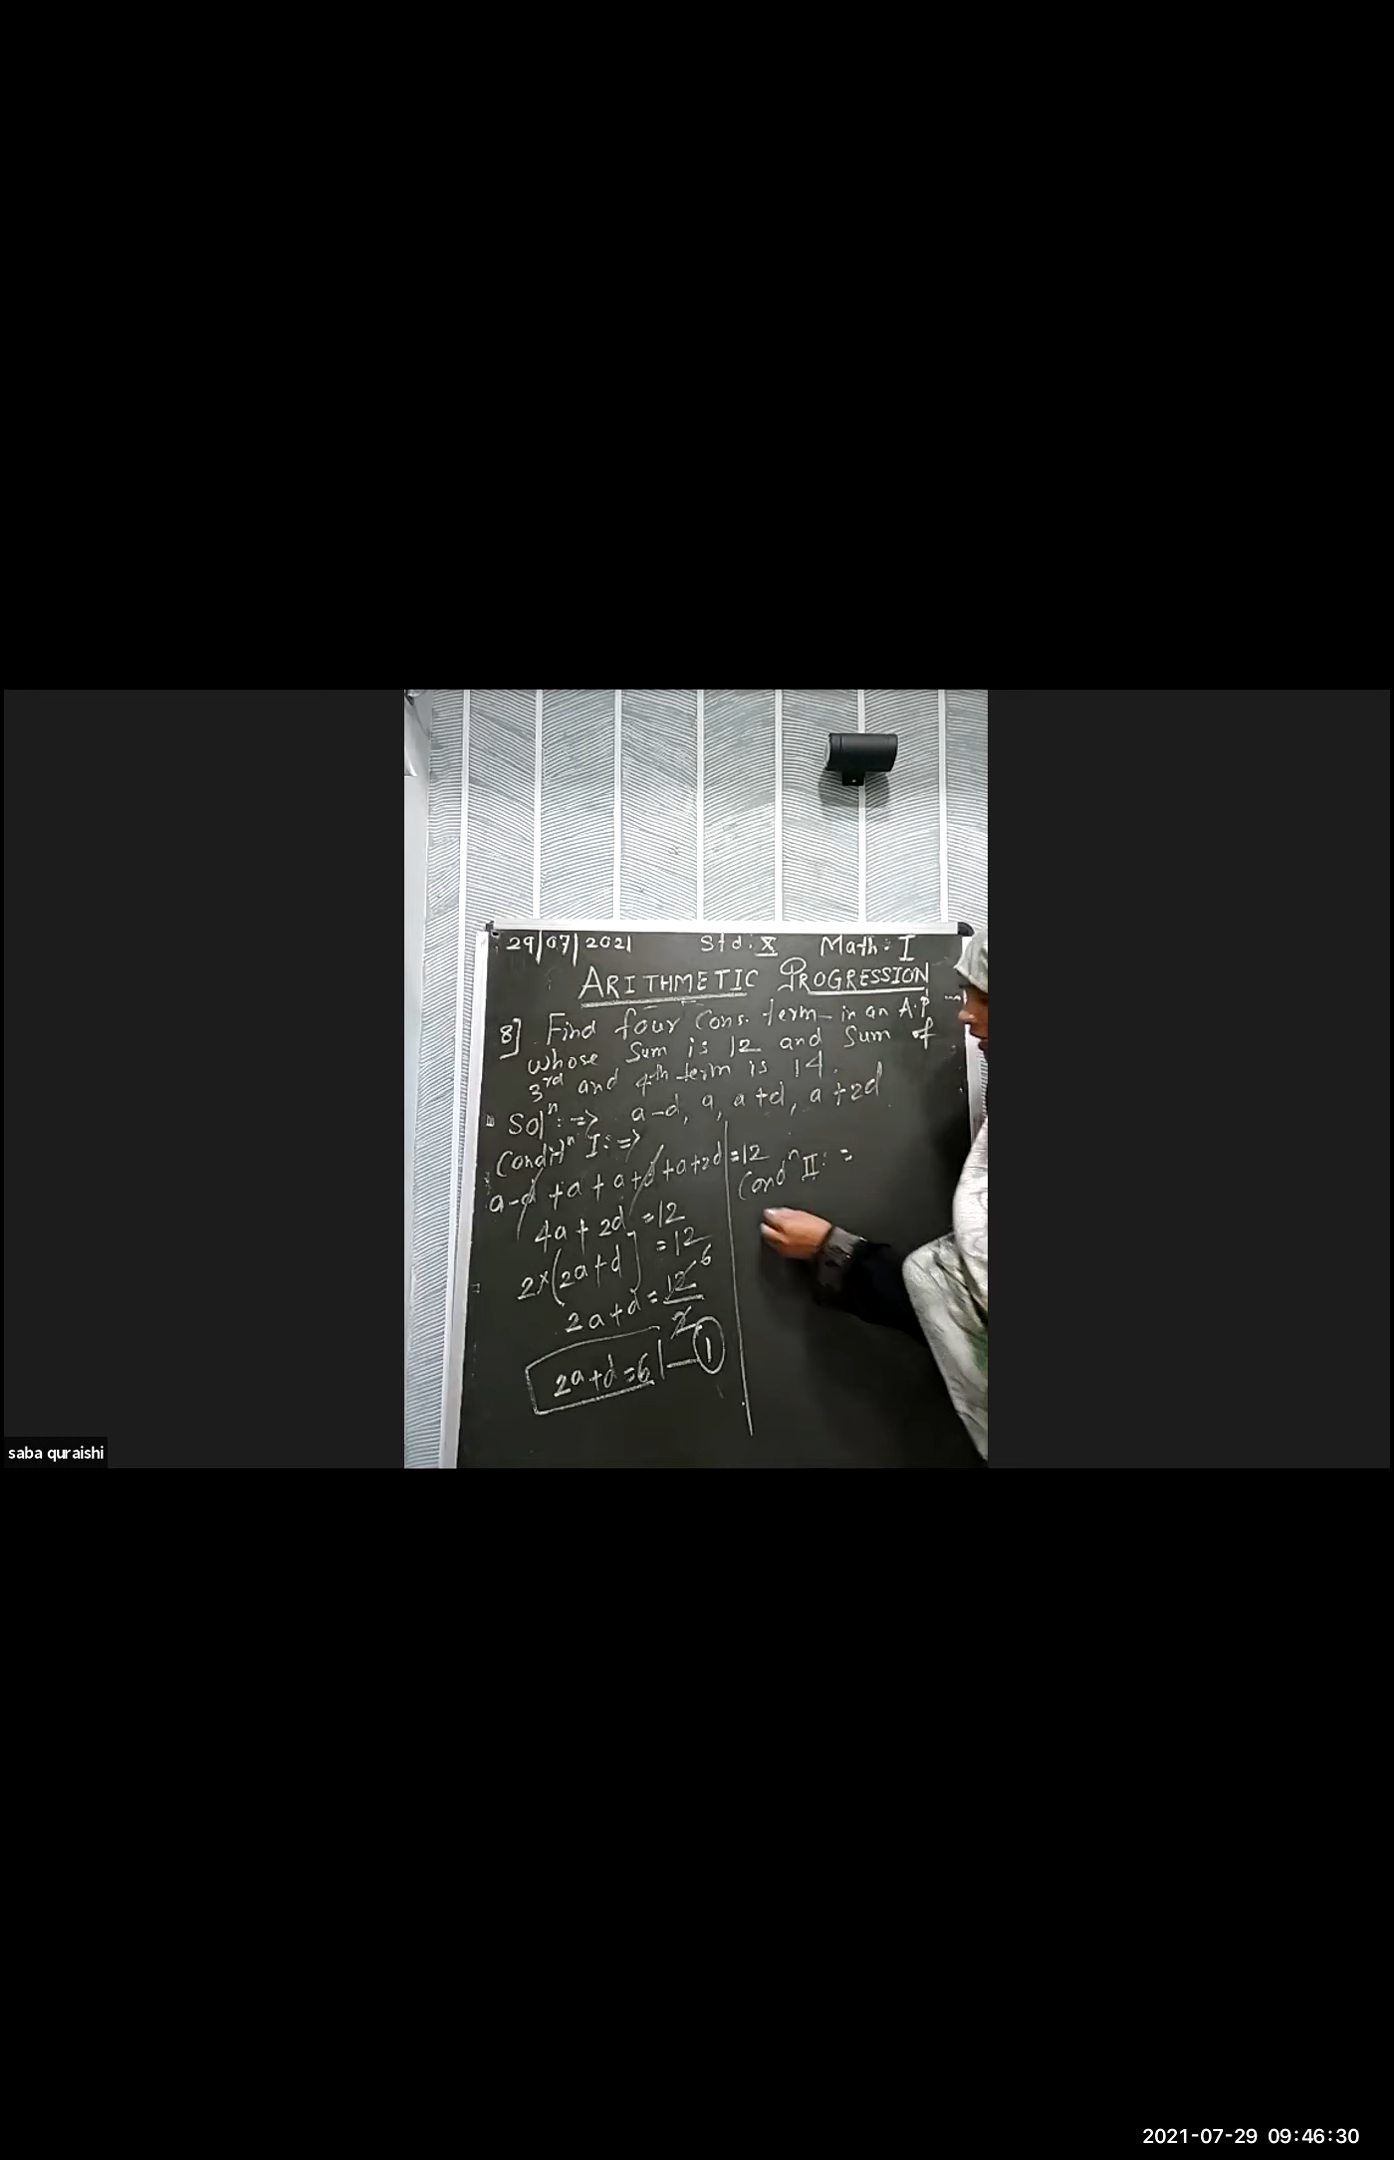 29/07/2021 Std: X Math: I
ARITHMETIC PROGRESSION
8] Find four Cons. term in an A.P
whose Sum is 12 and Sum of
3rd and 4th term is 14.
Solⁿ: => a-d, a, a+d, a+2d
Conditⁿ I: =>
a-d+a+a+d+a+2d=12
4a+2d=12
2×(2a+d]=12
2a+d=12/2 6
2a+d=6 — 1
Condⁿ II: =
saba quraishi
2021-07-29 09:46:30